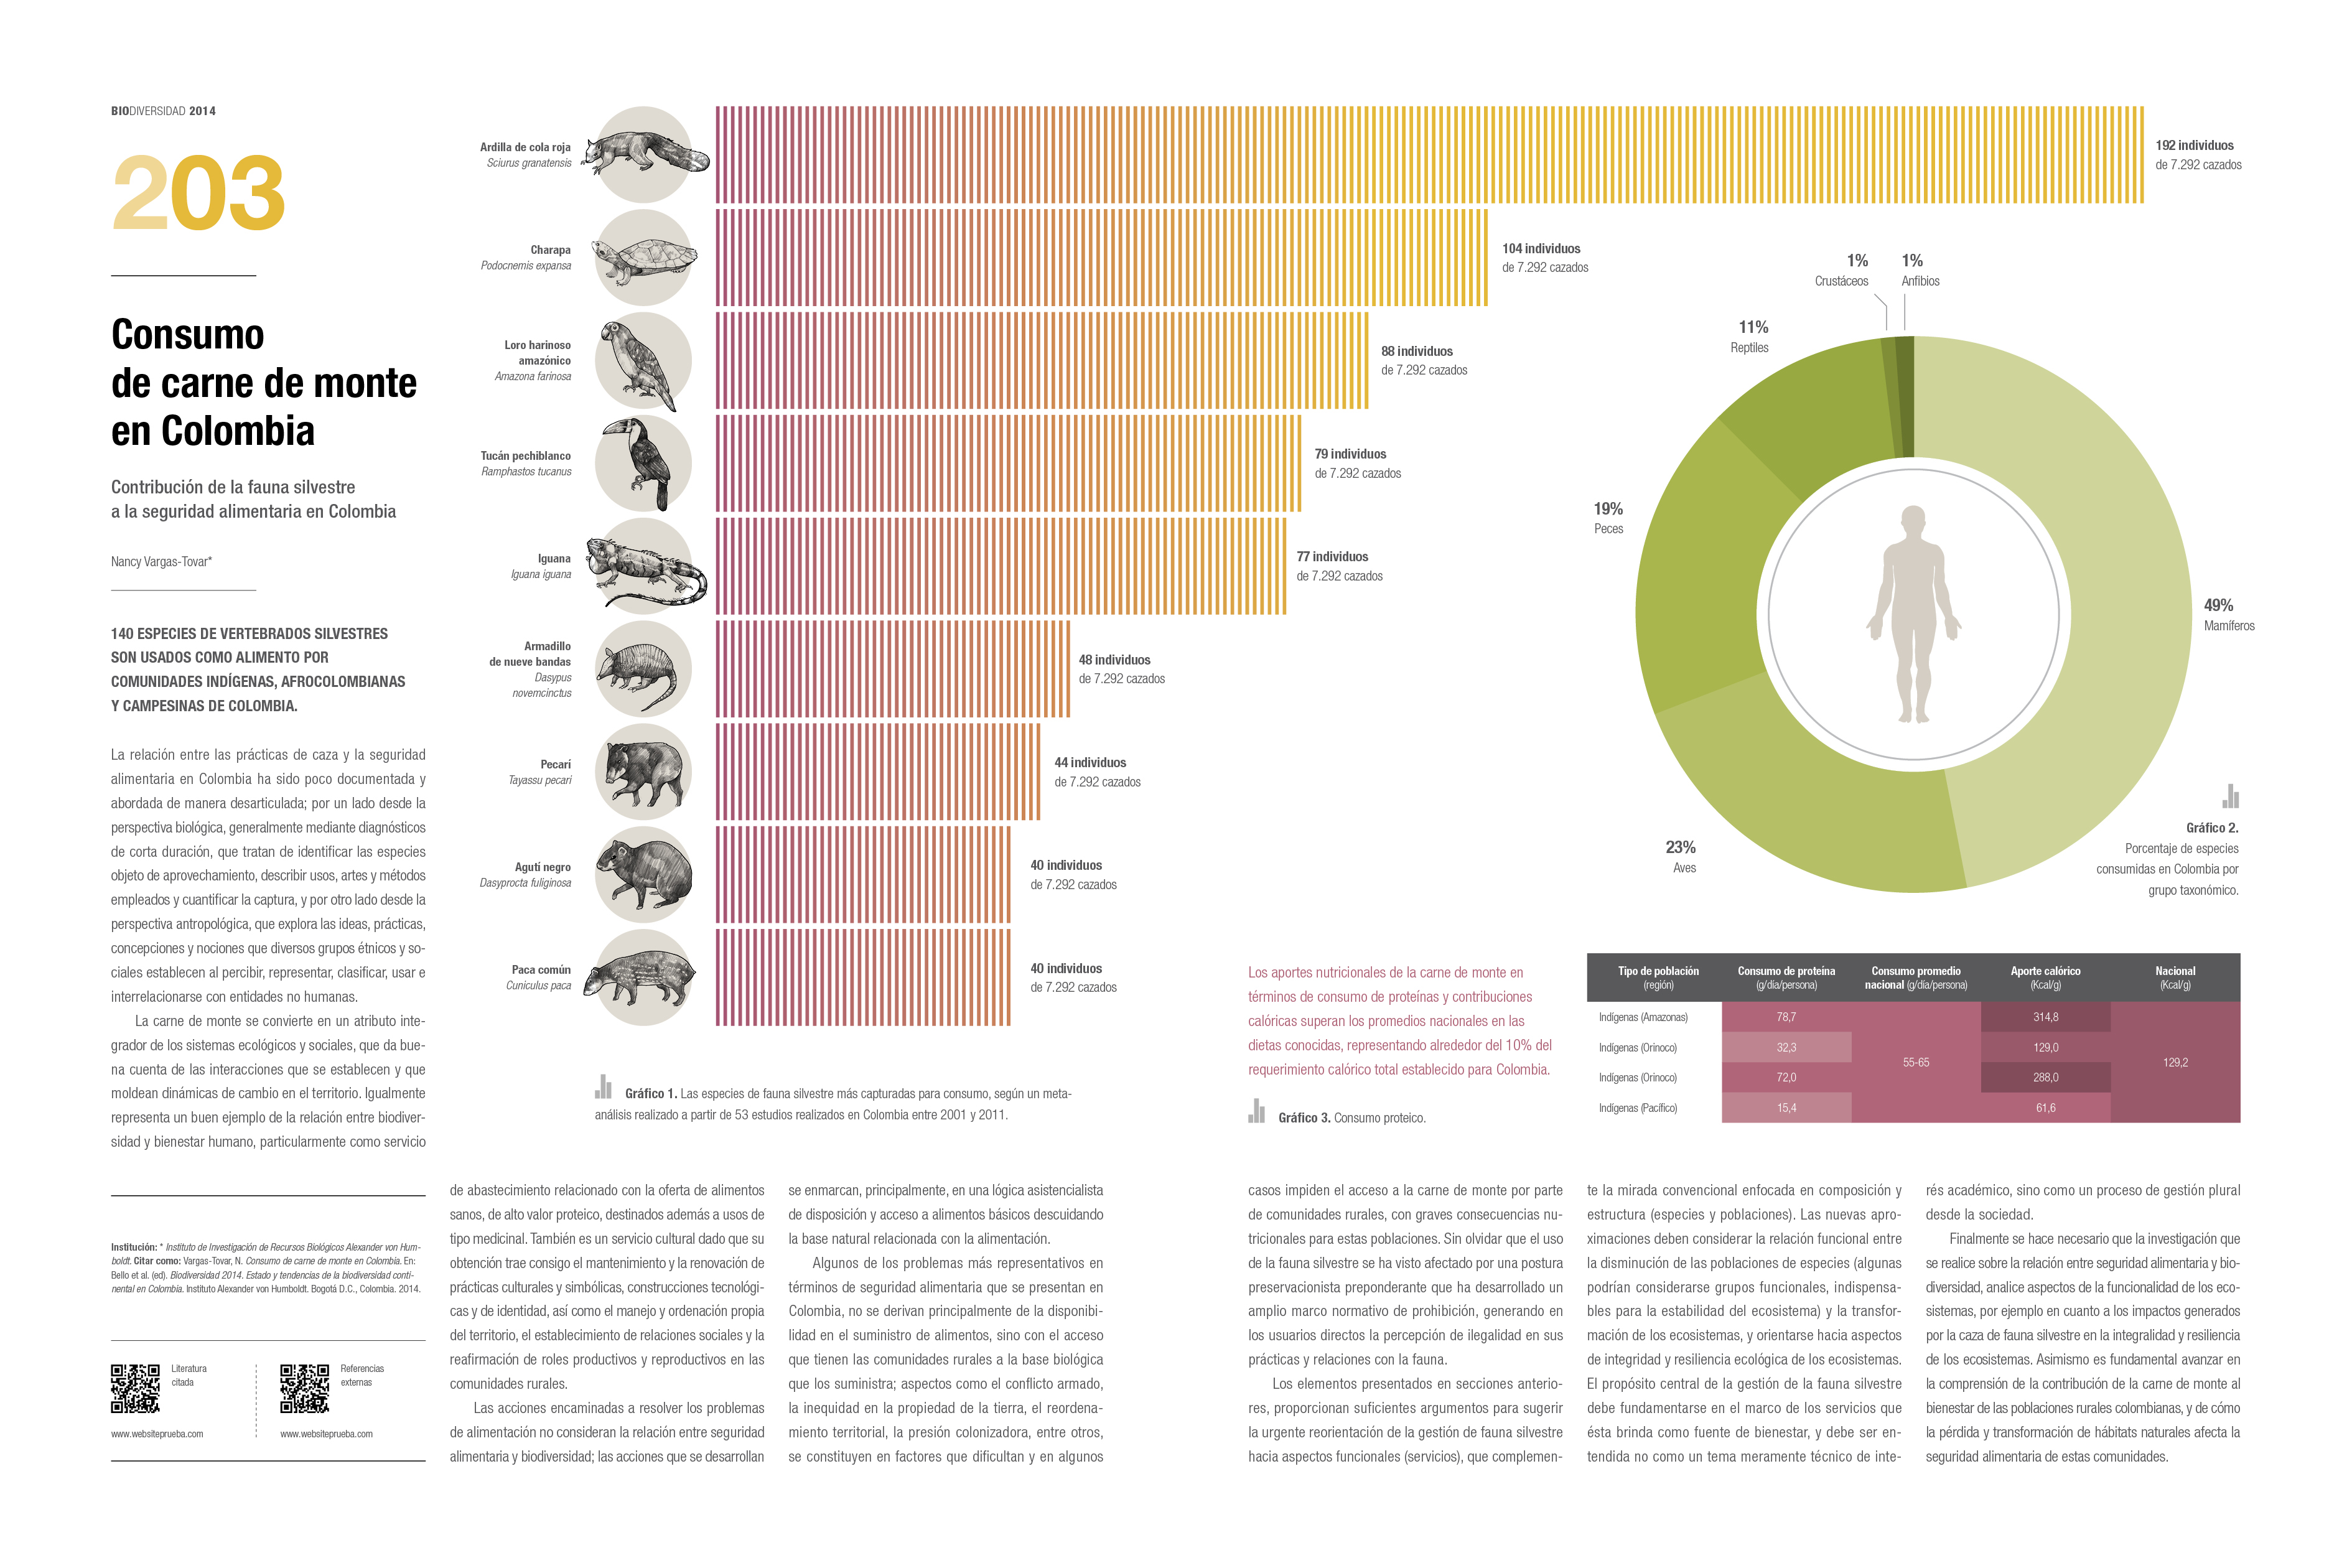 BIODIVERSIDAD 2014
203
Consumo
de carne de monte
en Colombia
Contribución de la fauna silvestre
a la seguridad alimentaria en Colombia
Nancy Vargas-Tovar*
140 ESPECIES DE VERTEBRADOS SILVESTRES
SON USADOS COMO ALIMENTO POR
COMUNIDADES INDÍGENAS, AFROCOLOMBIANAS
Y CAMPESINAS DE COLOMBIA.
La relación entre las prácticas de caza y la seguridad
alimentaria en Colombia ha sido poco documentada y
abordada de manera desarticulada; por un lado desde la
perspectiva biológica, generalmente mediante diagnósticos
de corta duración, que tratan de identificar las especies
objeto de aprovechamiento, describir usos, artes y métodos
empleados y cuantificar la captura, y por otro lado desde la
perspectiva antropológica, que explora las ideas, prácticas,
concepciones y nociones que diversos grupos étnicos y so-
ciales establecen al percibir, representar, clasificar, usar e
interrelacionarse con entidades no humanas.
La carne de monte se convierte en un atributo inte-
grador de los sistemas ecológicos y sociales, que da bue-
na cuenta de las interacciones que se establecen y que
moldean dinámicas de cambio en el territorio. Igualmente
representa un buen ejemplo de la relación entre biodiver-
sidad y bienestar humano, particularmente como servicio
Institución: * Instituto de Investigación de Recursos Biológicos Alexander von Hum-
boldt. Citar como: Vargas-Tovar, N. Consumo de carne de monte en Colombia. En:
Bello et al. (ed). Biodiversidad 2014. Estado y tendencias de la biodiversidad conti-
nental en Colombia. Instituto Alexander von Humboldt. Bogotá D.C., Colombia. 2014.
Literatura
citada
www.websiteprueba.com
Referencias
externas
www.websiteprueba.com
Ardilla de cola roja
Sciurus granatensis
192 individuos
de 7.292 cazados
Charapa
Podocnemis expansa
104 individuos
de 7.292 cazados
Loro harinoso
amazónico
Amazona farinosa
88 individuos
de 7.292 cazados
Tucán pechiblanco
Ramphastos tucanus
79 individuos
de 7.292 cazados
Iguana
Iguana iguana
77 individuos
de 7.292 cazados
Armadillo
de nueve bandas
Dasypus
novemcinctus
48 individuos
de 7.292 cazados
Pecarí
Tayassu pecari
44 individuos
de 7.292 cazados
Agutí negro
Dasyprocta fuliginosa
40 individuos
de 7.292 cazados
Paca común
Cuniculus paca
40 individuos
de 7.292 cazados
Gráfico 1. Las especies de fauna silvestre más capturadas para consumo, según un meta-
análisis realizado a partir de 53 estudios realizados en Colombia entre 2001 y 2011.
1%
Crustáceos
1%
Anfibios
11%
Reptiles
19%
Peces
49%
Mamíferos
23%
Aves
Gráfico 2.
Porcentaje de especies
consumidas en Colombia por
grupo taxonómico.
Los aportes nutricionales de la carne de monte en
términos de consumo de proteínas y contribuciones
calóricas superan los promedios nacionales en las
dietas conocidas, representando alrededor del 10% del
requerimiento calórico total establecido para Colombia.
Gráfico 3. Consumo proteico.
Tipo de población Consumo de proteína Consumo promedio Aporte calórico Nacional
(región) (g/día/persona) nacional (g/día/persona) (Kcal/g) (Kcal/g)
Indígenas (Amazonas) 78,7 314,8
Indígenas (Orinoco) 32,3 129,0
55-65 129,2
Indígenas (Orinoco) 72,0 288,0
Indígenas (Pacífico) 15,4 61,6
de abastecimiento relacionado con la oferta de alimentos
sanos, de alto valor proteico, destinados además a usos de
tipo medicinal. También es un servicio cultural dado que su
obtención trae consigo el mantenimiento y la renovación de
prácticas culturales y simbólicas, construcciones tecnológi-
cas y de identidad, así como el manejo y ordenación propia
del territorio, el establecimiento de relaciones sociales y la
reafirmación de roles productivos y reproductivos en las
comunidades rurales.
Las acciones encaminadas a resolver los problemas
de alimentación no consideran la relación entre seguridad
alimentaria y biodiversidad; las acciones que se desarrollan
se enmarcan, principalmente, en una lógica asistencialista
de disposición y acceso a alimentos básicos descuidando
la base natural relacionada con la alimentación.
Algunos de los problemas más representativos en
términos de seguridad alimentaria que se presentan en
Colombia, no se derivan principalmente de la disponibi-
lidad en el suministro de alimentos, sino con el acceso
que tienen las comunidades rurales a la base biológica
que los suministra; aspectos como el conflicto armado,
la inequidad en la propiedad de la tierra, el reordena-
miento territorial, la presión colonizadora, entre otros,
se constituyen en factores que dificultan y en algunos
casos impiden el acceso a la carne de monte por parte
de comunidades rurales, con graves consecuencias nu-
tricionales para estas poblaciones. Sin olvidar que el uso
de la fauna silvestre se ha visto afectado por una postura
preservacionista preponderante que ha desarrollado un
amplio marco normativo de prohibición, generando en
los usuarios directos la percepción de ilegalidad en sus
prácticas y relaciones con la fauna.
Los elementos presentados en secciones anterio-
res, proporcionan suficientes argumentos para sugerir
la urgente reorientación de la gestión de fauna silvestre
hacia aspectos funcionales (servicios), que complemen-
te la mirada convencional enfocada en composición y
estructura (especies y poblaciones). Las nuevas apro-
ximaciones deben considerar la relación funcional entre
la disminución de las poblaciones de especies (algunas
podrían considerarse grupos funcionales, indispensa-
bles para la estabilidad del ecosistema) y la transfor-
mación de los ecosistemas, y orientarse hacia aspectos
de integridad y resiliencia ecológica de los ecosistemas.
El propósito central de la gestión de la fauna silvestre
debe fundamentarse en el marco de los servicios que
ésta brinda como fuente de bienestar, y debe ser en-
tendida no como un tema meramente técnico de inte-
rés académico, sino como un proceso de gestión plural
desde la sociedad.
Finalmente se hace necesario que la investigación que
se realice sobre la relación entre seguridad alimentaria y bio-
diversidad, analice aspectos de la funcionalidad de los eco-
sistemas, por ejemplo en cuanto a los impactos generados
por la caza de fauna silvestre en la integralidad y resiliencia
de los ecosistemas. Asimismo es fundamental avanzar en
la comprensión de la contribución de la carne de monte al
bienestar de las poblaciones rurales colombianas, y de cómo
la pérdida y transformación de hábitats naturales afecta la
seguridad alimentaria de estas comunidades.